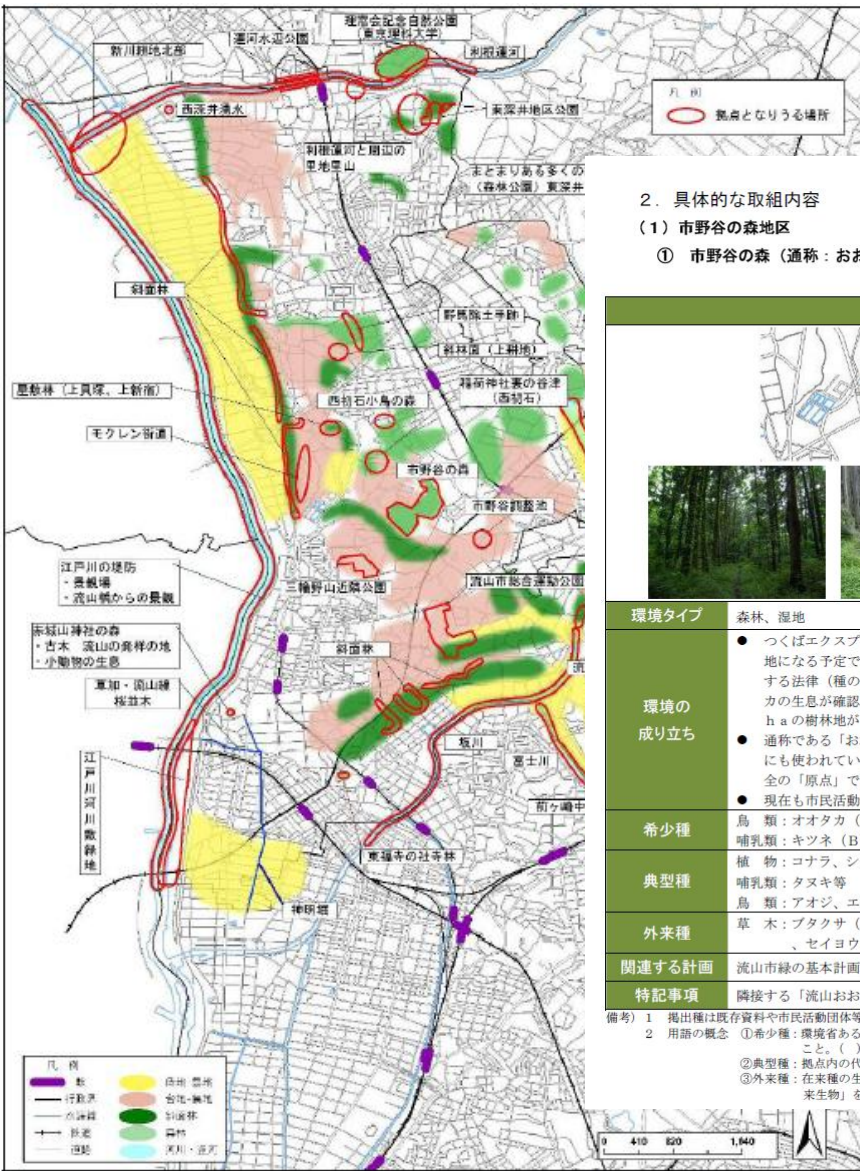 理窓会記念自然公園
(東京理科大学)
運河水辺公園
利根運河
新川耕地北部
凡 例
拠点となりうる場所
西深井湧水
東深井地区公園
利根運河と周辺の
里地里山
まとまりある多くの
(森林公園)東深井
2．具体的な取組内容
(1)市野谷の森地区
① 市野谷の森(通称：おお
斜面林
野馬除土手跡
斜林園(上耕地)
稲荷神社裏の谷津
(西初石)
屋敷林(上貝塚、上新宿)
西初石小鳥の森
モクレン街道
市野谷の森
市野谷調整池
江戸川の堤防
・景観場
・流山橋からの景観
三輪野山近隣公園
流山市総合運動公園
赤城山神社の森
・古木 流山の発祥の地
・小動物の生息
斜面林
流
草加・流山線
桜並木
坂川
富士川
江戸川河川敷緑地
前ヶ崎中
東福寺の社寺林
神明堀
環境タイプ
森林、湿地
環境の
成り立ち
● つくばエクスプ
地になる予定で
する法律(種の
カの生息が確認
haの樹林地が
● 通称である「お
にも使われてい
全の「原点」で
● 現在も市民活動
希少種
鳥 類：オオタカ(
哺乳類：キツネ(B
典型種
植 物：コナラ、シ
哺乳類：タヌキ等
鳥 類：アオジ、エ
外来種
草 木：ブタクサ(
、セイヨウ
関連する計画
流山市緑の基本計画
特記事項
隣接する「流山おお
備考) 1 掲出種は既存資料や市民活動団体等
2 用語の概念 ①希少種：環境省ある
こと。( )
②典型種：拠点内の代
③外来種：在来種の生
来生物」を
凡 例
駅
行政界
水路線
鉄道
道路
台地・農地
斜面林
森林
河川・運河
0 410 820 1,640